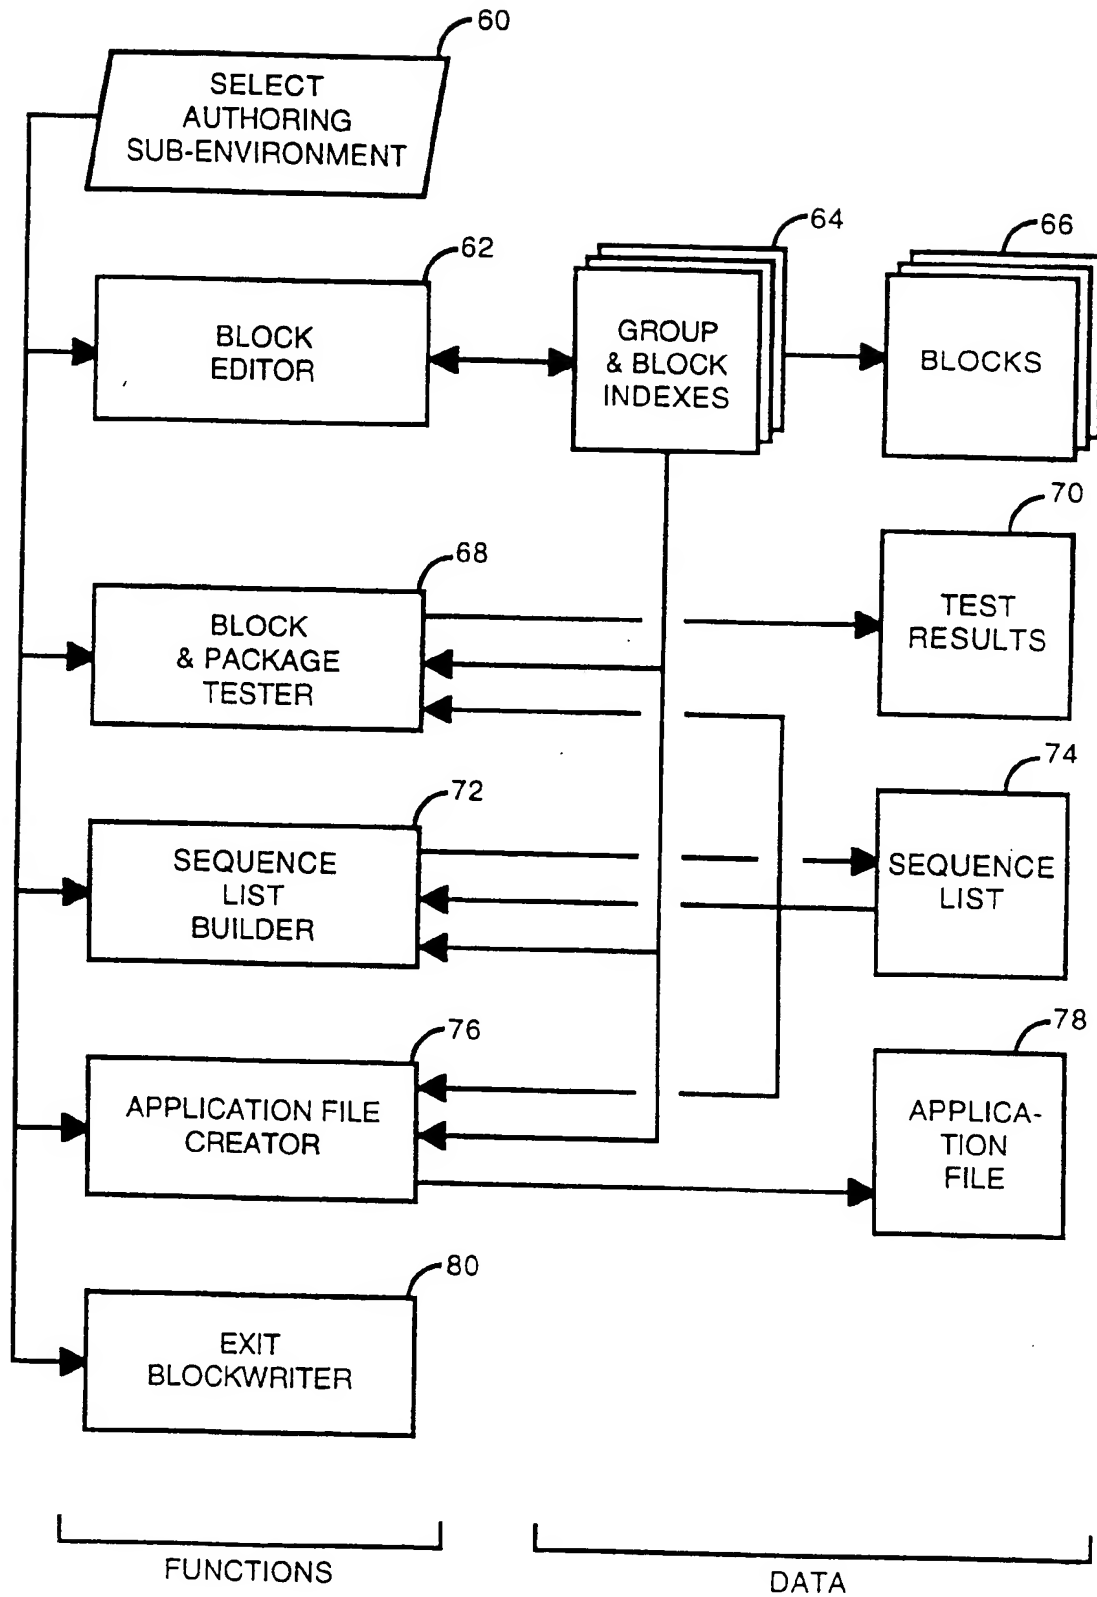 60
SELECT
AUTHORING
SUB-ENVIRONMENT
62
BLOCK
EDITOR
64
GROUP
& BLOCK
INDEXES
66
BLOCKS
68
BLOCK
& PACKAGE
TESTER
70
TEST
RESULTS
72
SEQUENCE
LIST
BUILDER
74
SEQUENCE
LIST
76
APPLICATION FILE
CREATOR
78
APPLICA-
TION
FILE
80
EXIT
BLOCKWRITER
FUNCTIONS
DATA